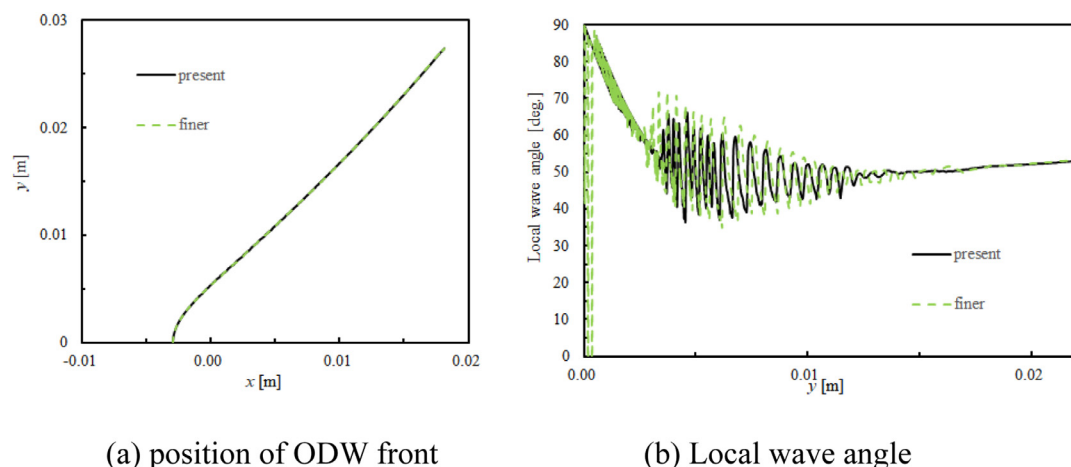 0.03
0.02
0.01
0
y [m]
present
finer
-0.01
0.00
0.01
0.02
x [m]
90
80
70
60
50
40
30
20
10
0
Local wave angle [deg.]
present
finer
0.00
0.01
0.02
y [m]
(a) position of ODW front
(b) Local wave angle